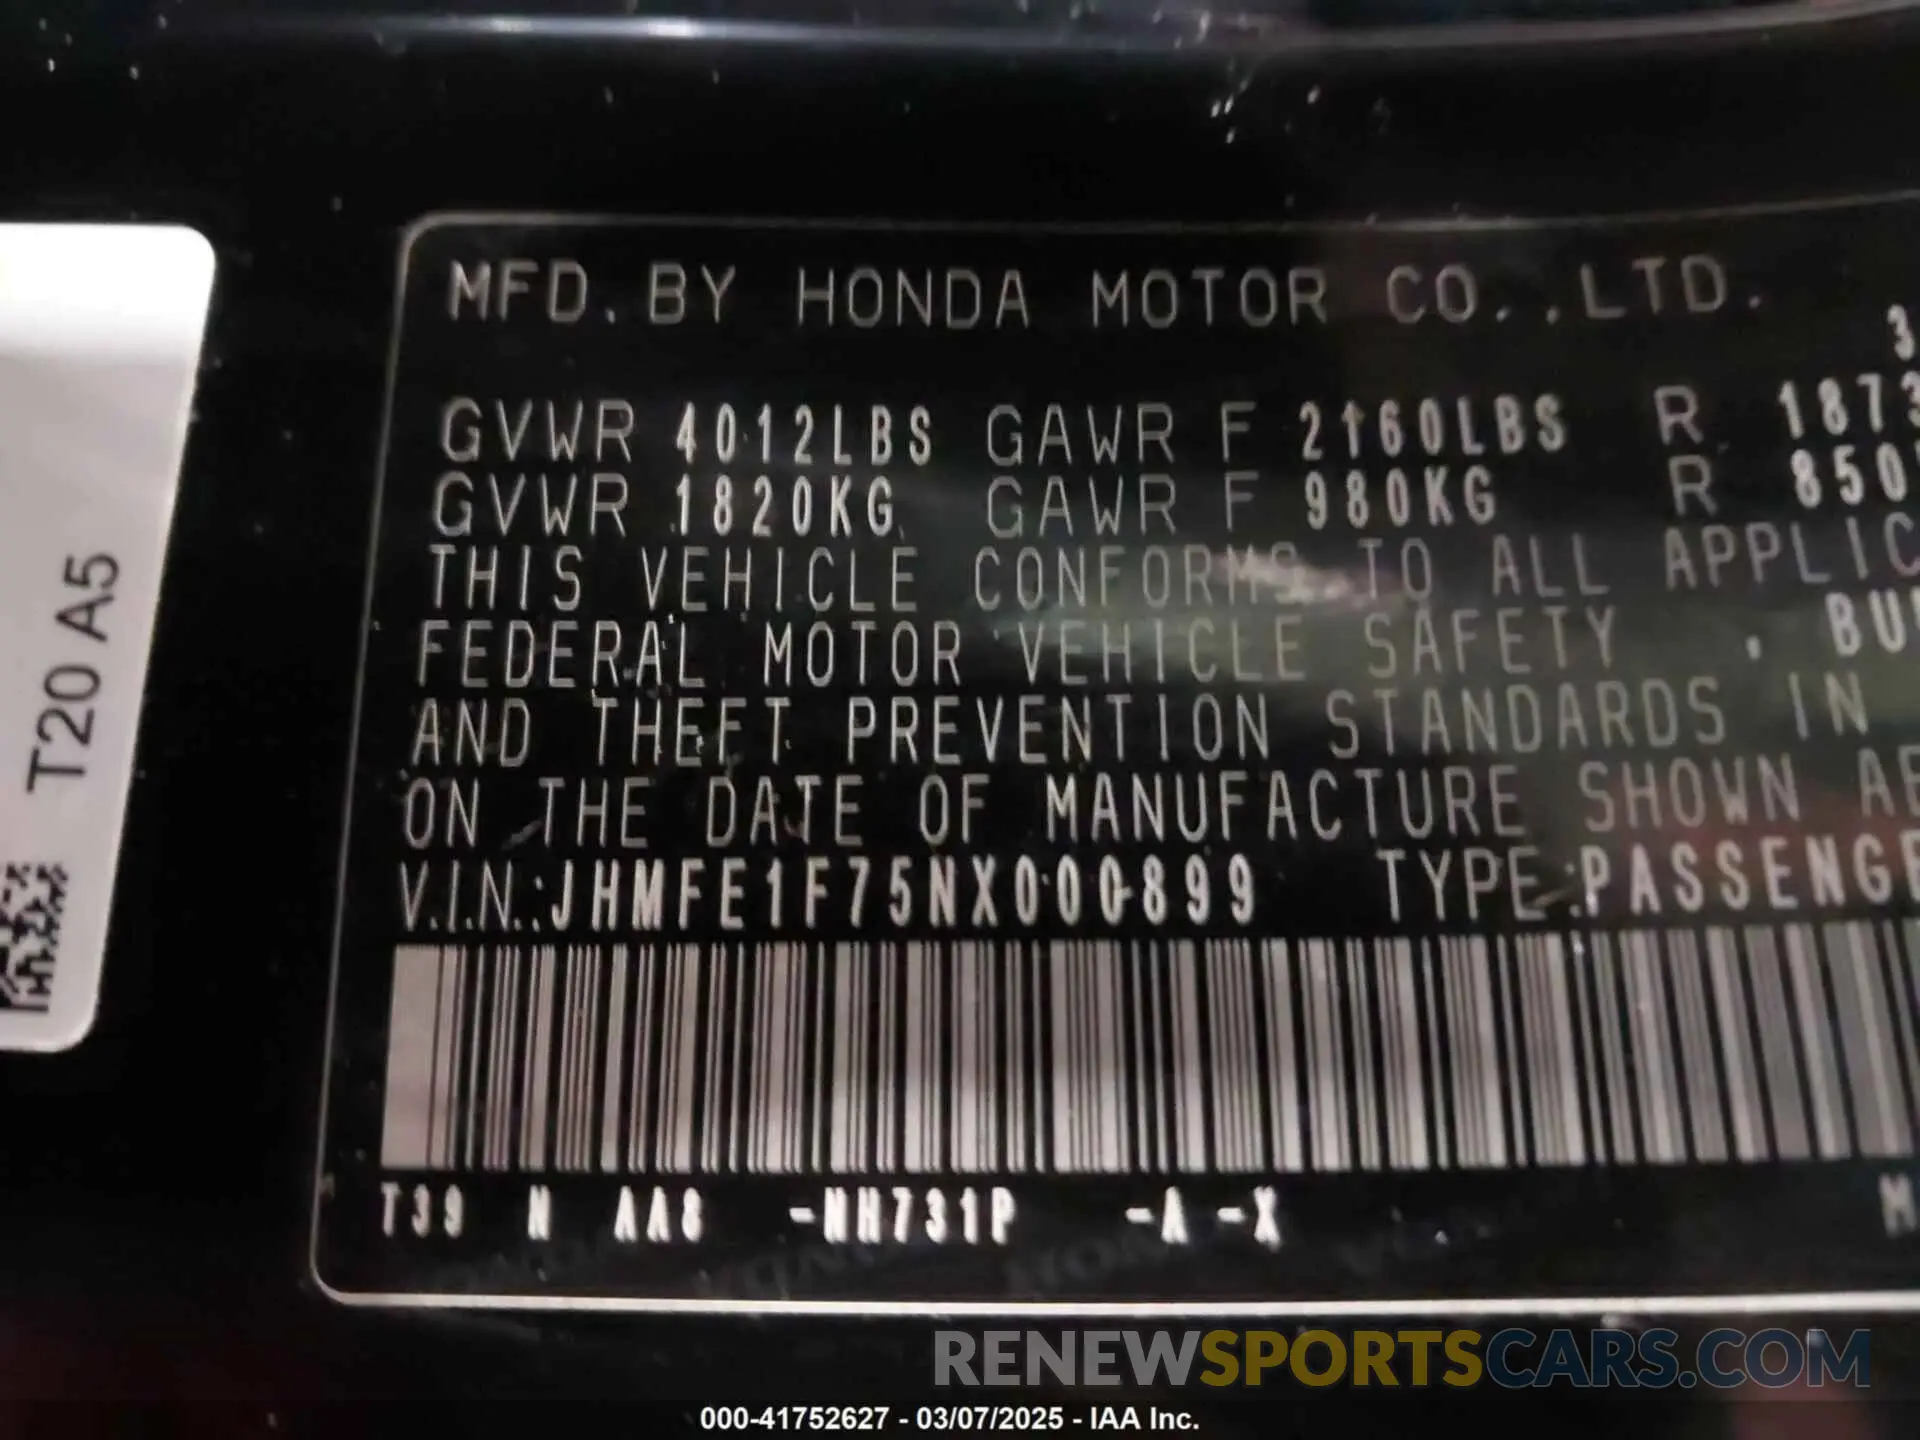 MFD. BY HONDA MOTOR CO.,LTD.
GVWR 4012LBS GAWR F 2160LBS R 1873
GVWR 1820KG GAWR F 980KG R 850
THIS VEHICLE CONFORMS TO ALL APPLIC
FEDERAL MOTOR VEHICLE SAFETY , BU
AND THEFT PREVENTION STANDARDS IN
ON THE DATE OF MANUFACTURE SHOWN AB
V.I.N.:JHMFE1F75NX000899 TYPE:PASSENGE
T39 N AA8 -NH731P -A -X
T20 A5
RENEWSPORTSCARS.COM
000-41752627 - 03/07/2025 - IAA Inc.